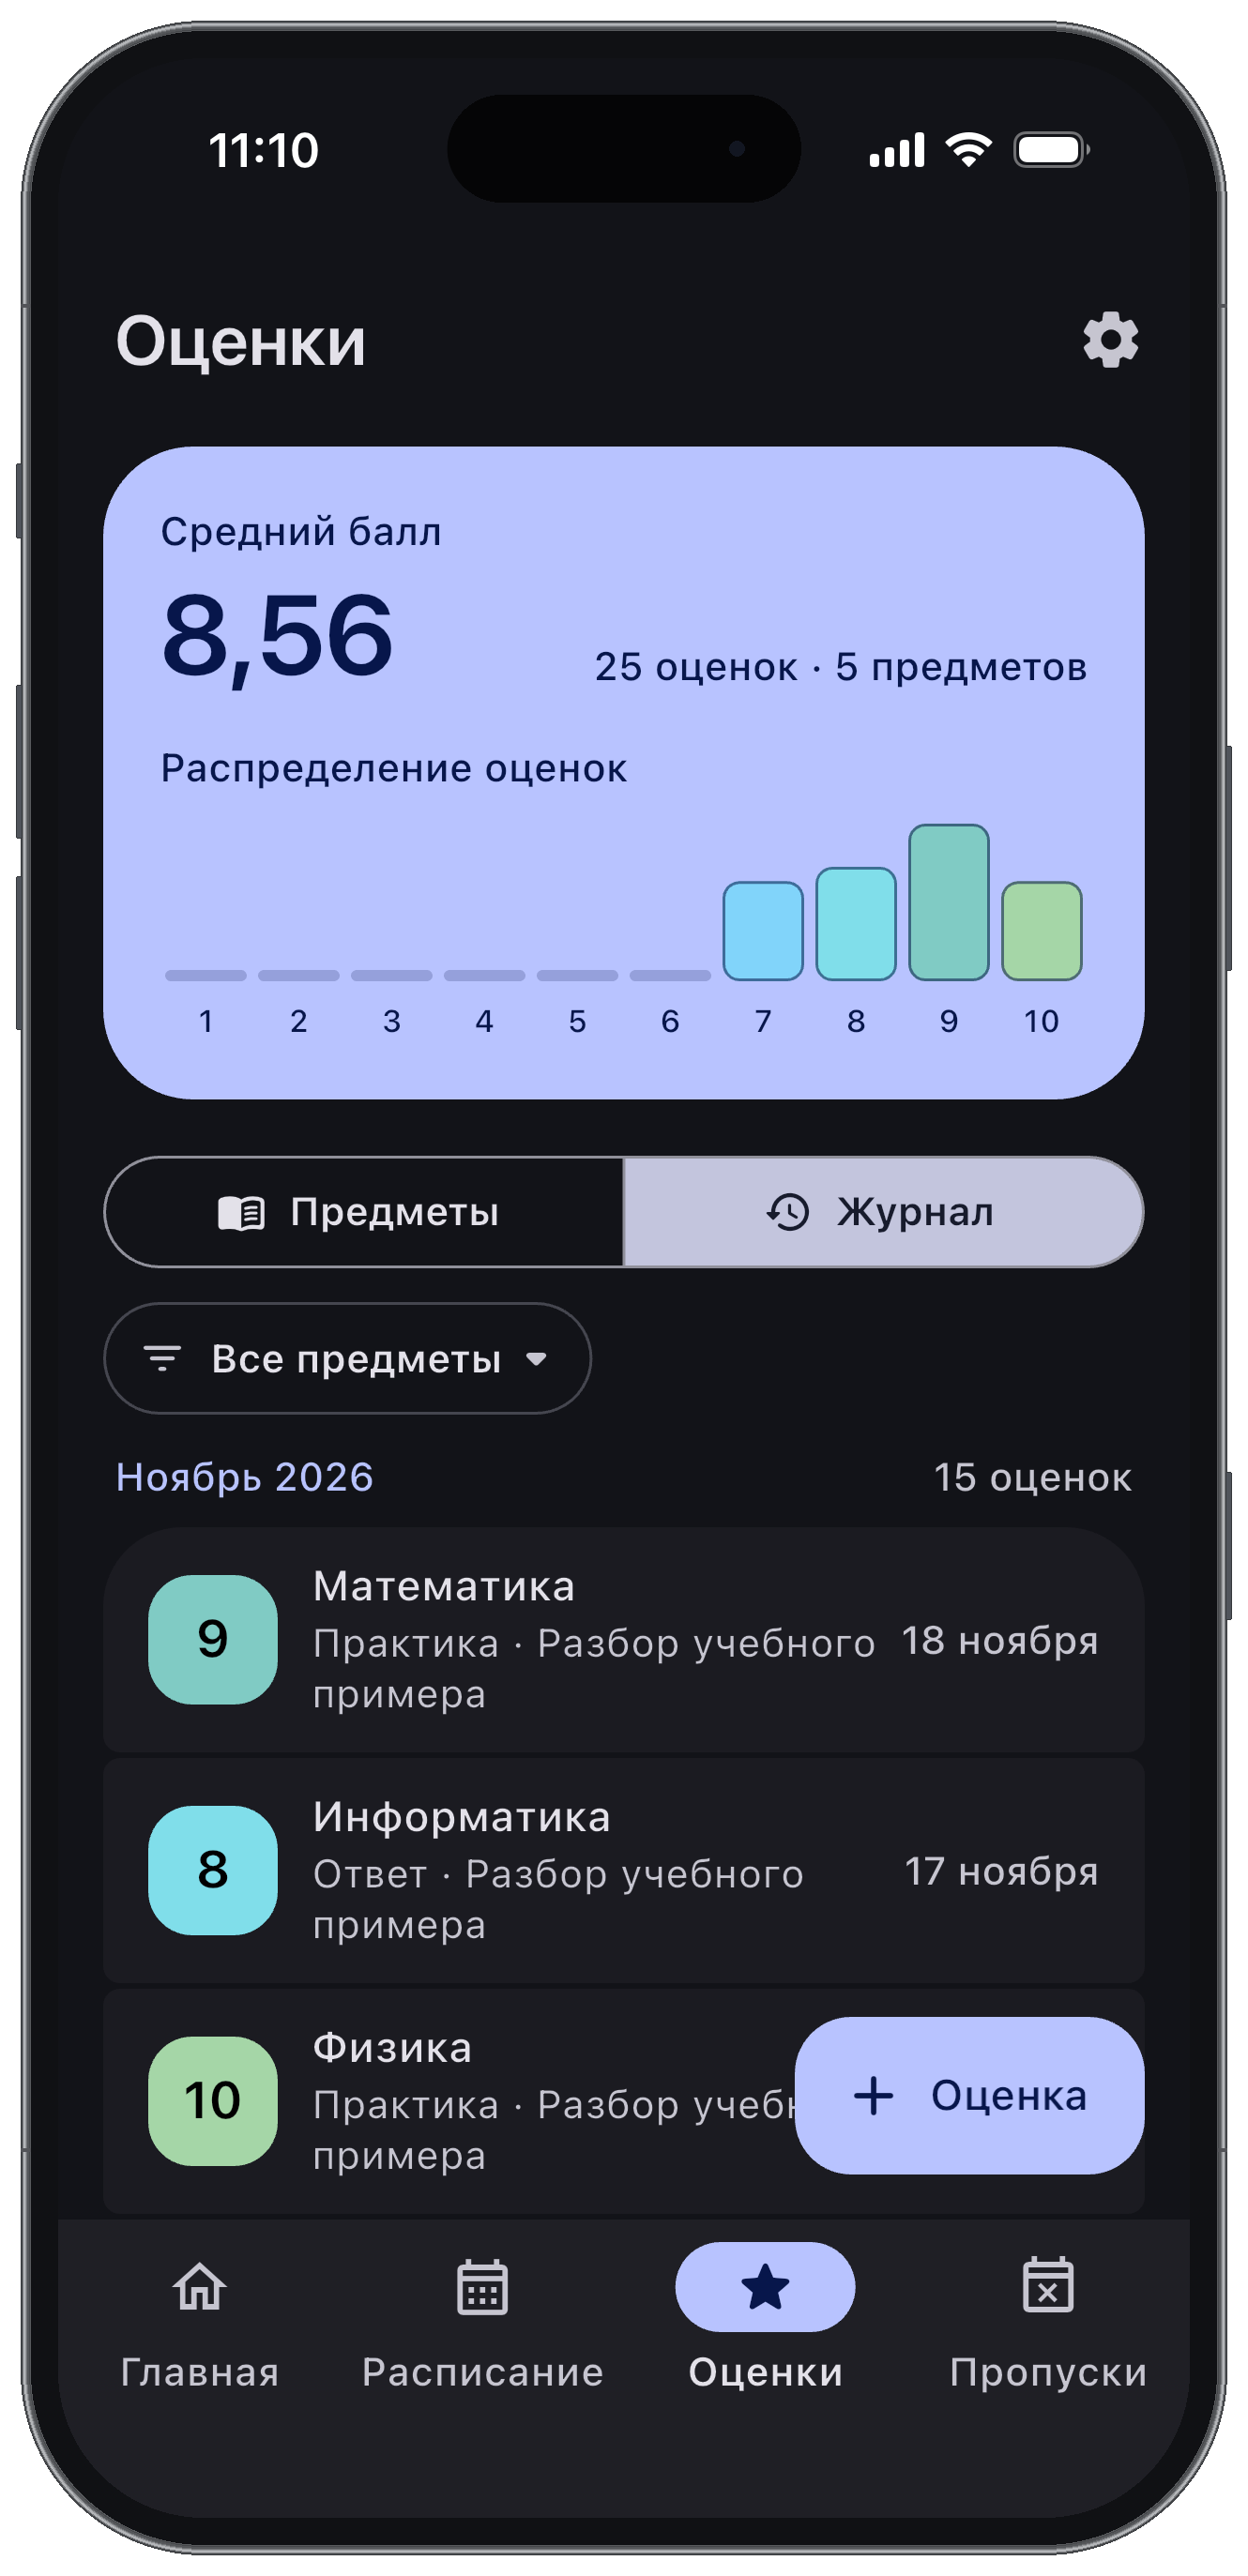 11:10
Оценки
Средний балл
8,56
25 оценок · 5 предметов
Распределение оценок
1 2 3 4 5 6 7 8 9 10
Предметы
Журнал
Все предметы
Ноябрь 2026
15 оценок
9
Математика
Практика · Разбор учебного
примера
18 ноября
8
Информатика
Ответ · Разбор учебного
примера
17 ноября
10
Физика
Практика · Разбор
примера
+ Оценка
Главная
Расписание
Оценки
Пропуски